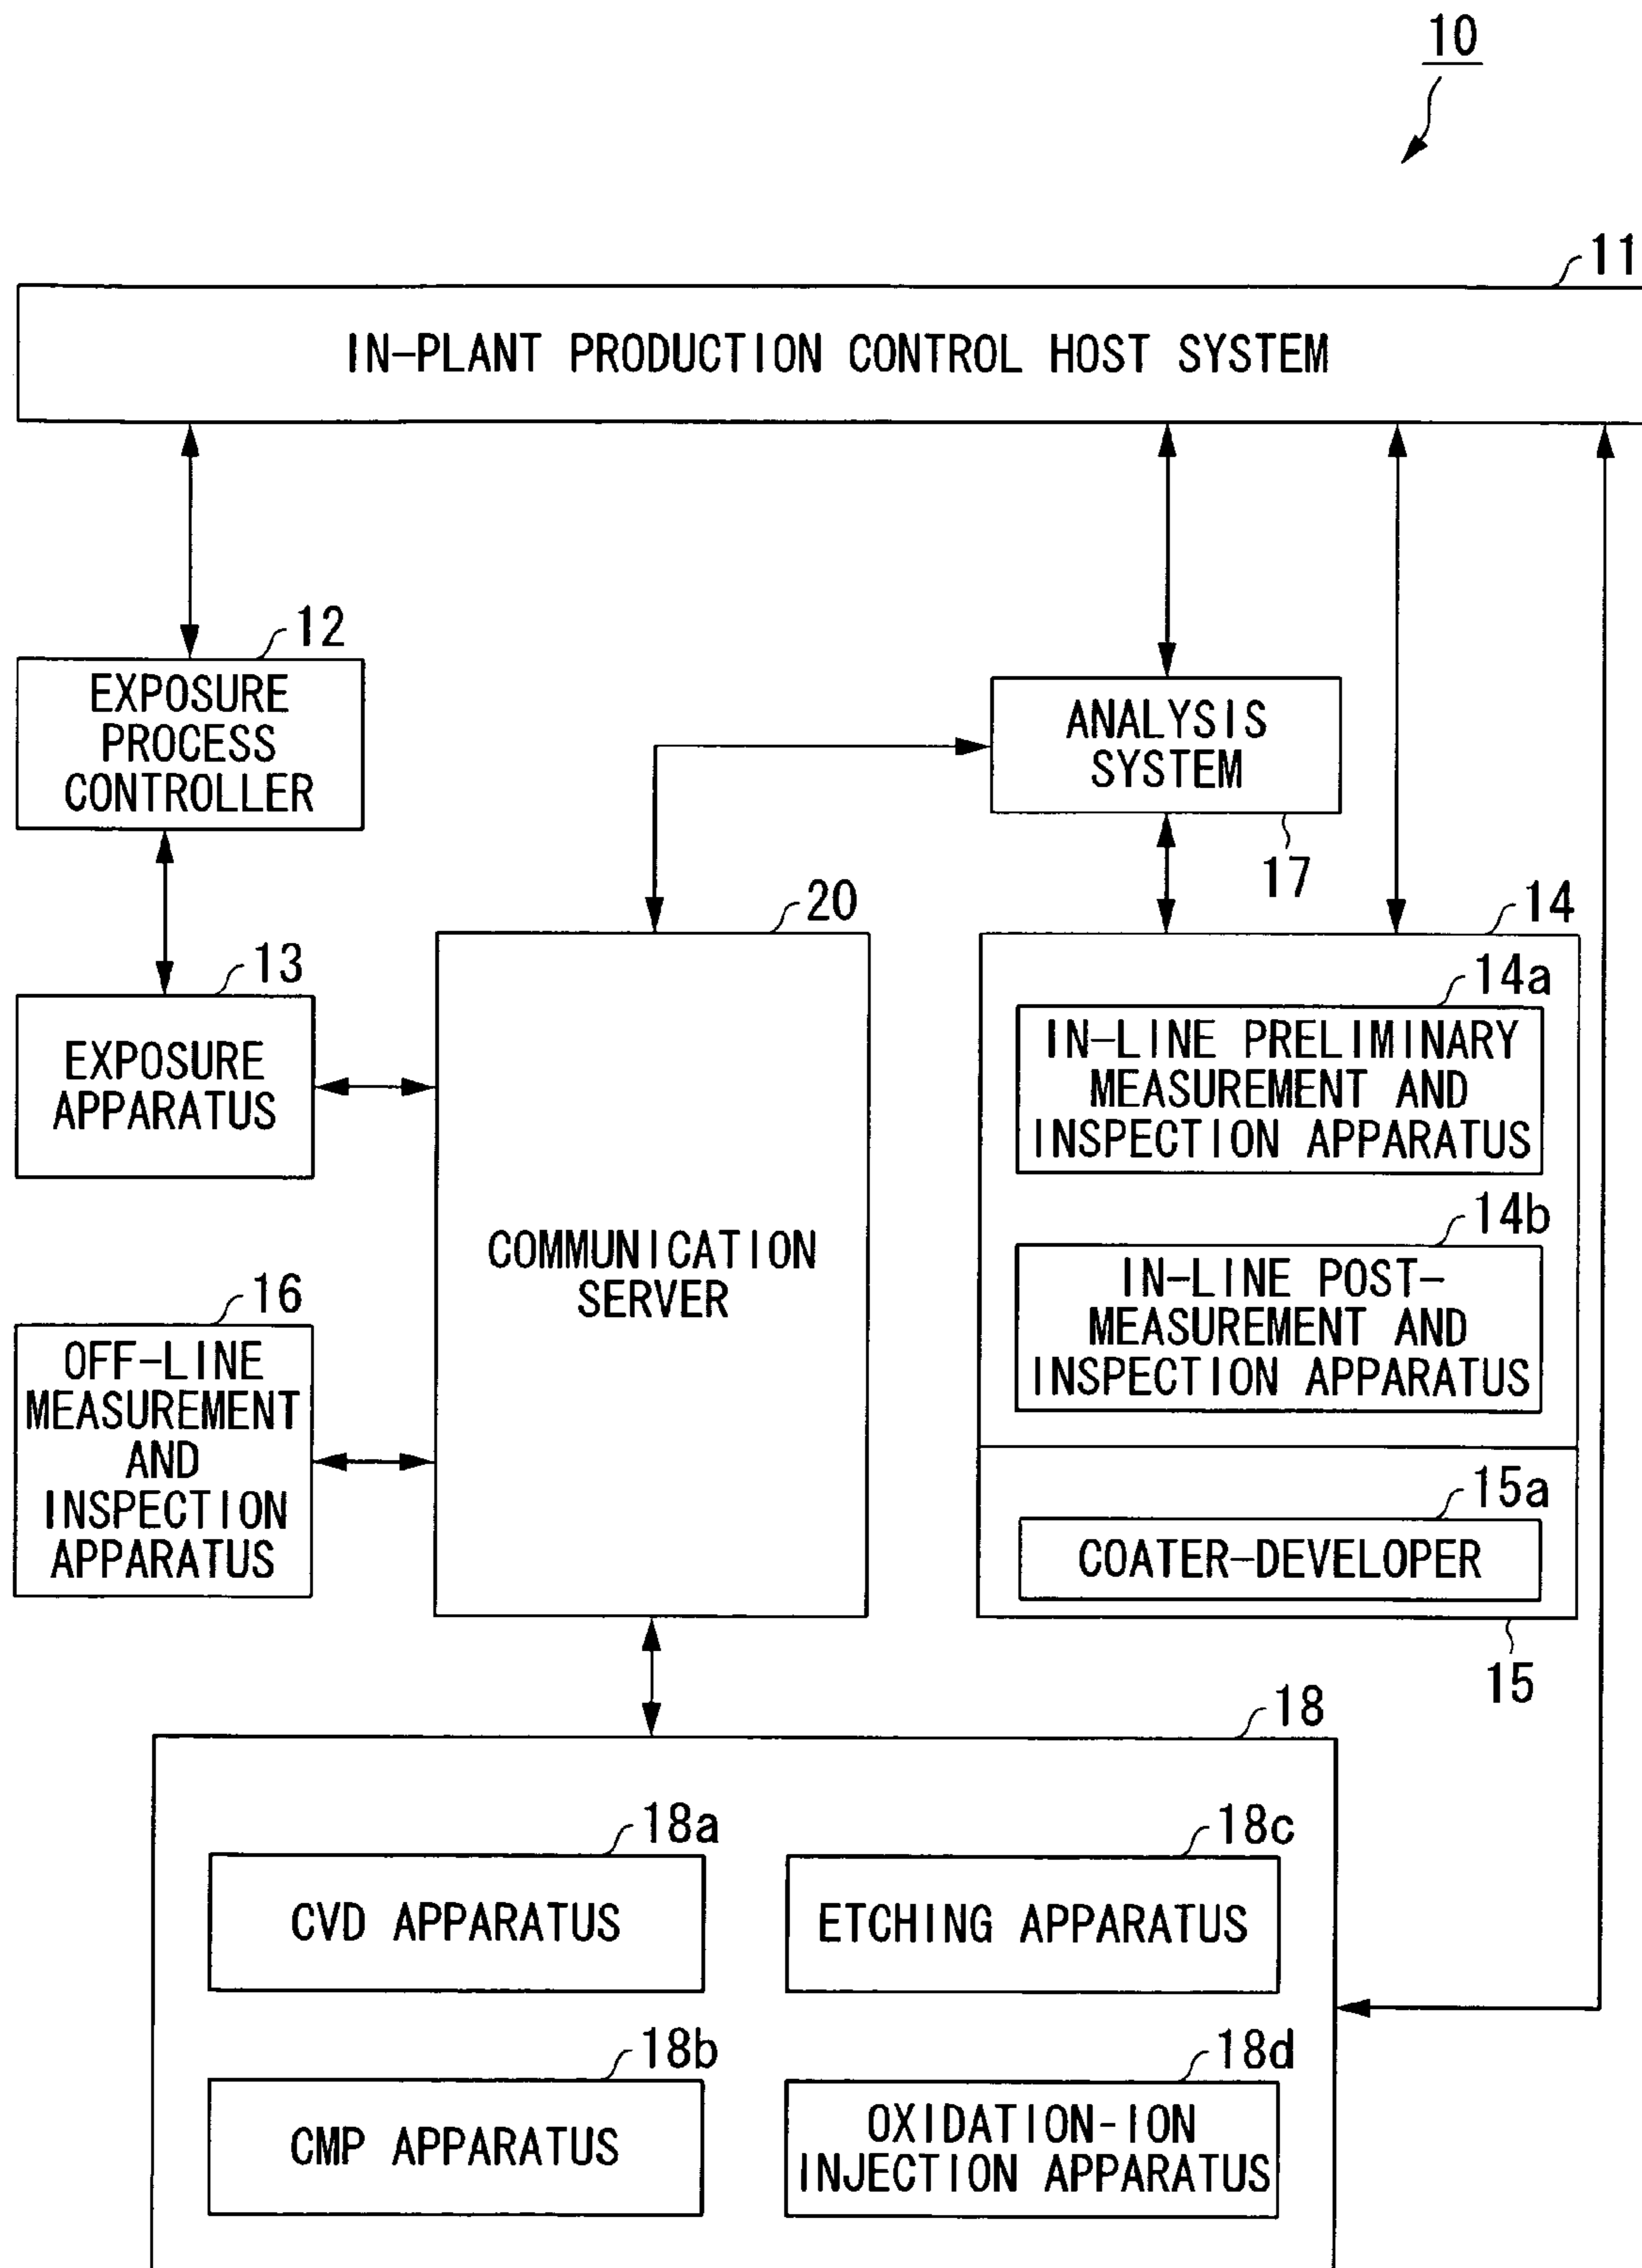 10
11
IN-PLANT PRODUCTION CONTROL HOST SYSTEM
12
EXPOSURE
PROCESS
CONTROLLER
ANALYSIS
SYSTEM
17
20
14
13
EXPOSURE
APPARATUS
14a
IN-LINE PRELIMINARY
MEASUREMENT AND
INSPECTION APPARATUS
COMMUNICATION
SERVER
14b
IN-LINE POST-
MEASUREMENT AND
INSPECTION APPARATUS
16
OFF-LINE
MEASUREMENT
AND
INSPECTION
APPARATUS
15a
COATER-DEVELOPER
15
18
18a
CVD APPARATUS
18c
ETCHING APPARATUS
18b
CMP APPARATUS
18d
OXIDATION-ION
INJECTION APPARATUS